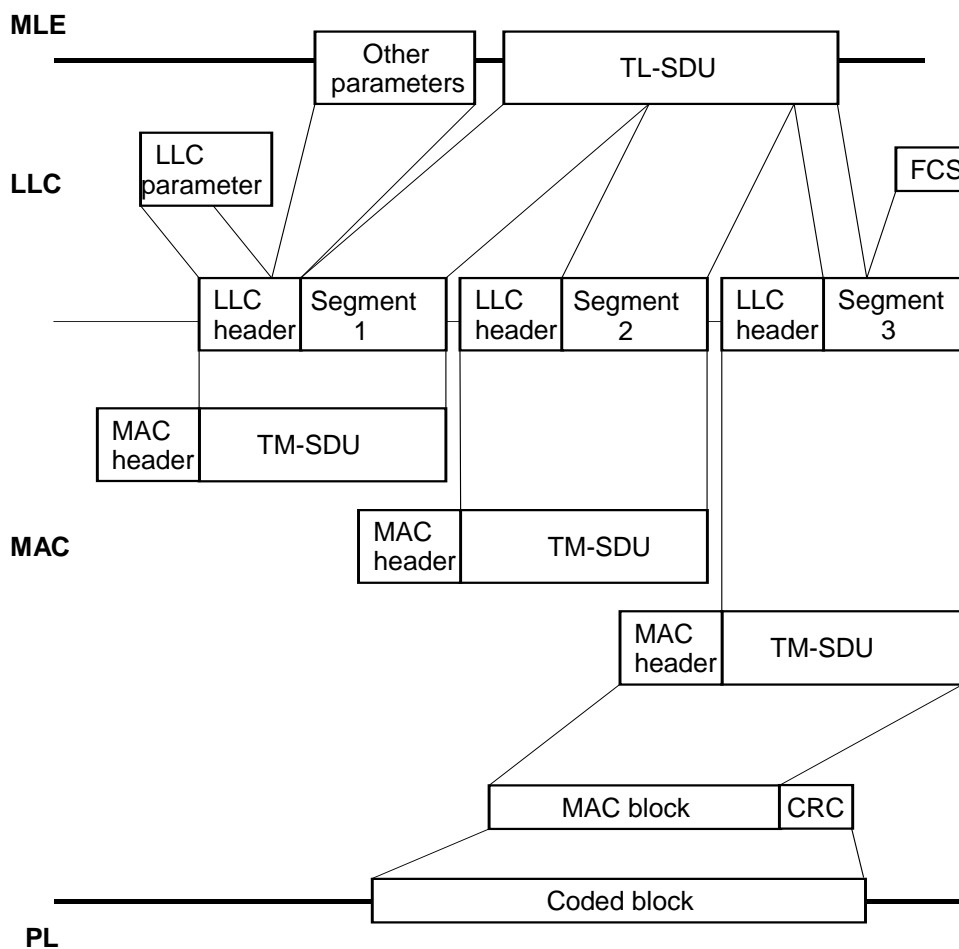 MLE
Other
parameters
TL-SDU
LLC
parameter
LLC
FCS
LLC
header
Segment
1
LLC
header
Segment
2
LLC
header
Segment
3
MAC
header
TM-SDU
MAC
MAC
header
TM-SDU
MAC
header
TM-SDU
MAC block
CRC
Coded block
PL